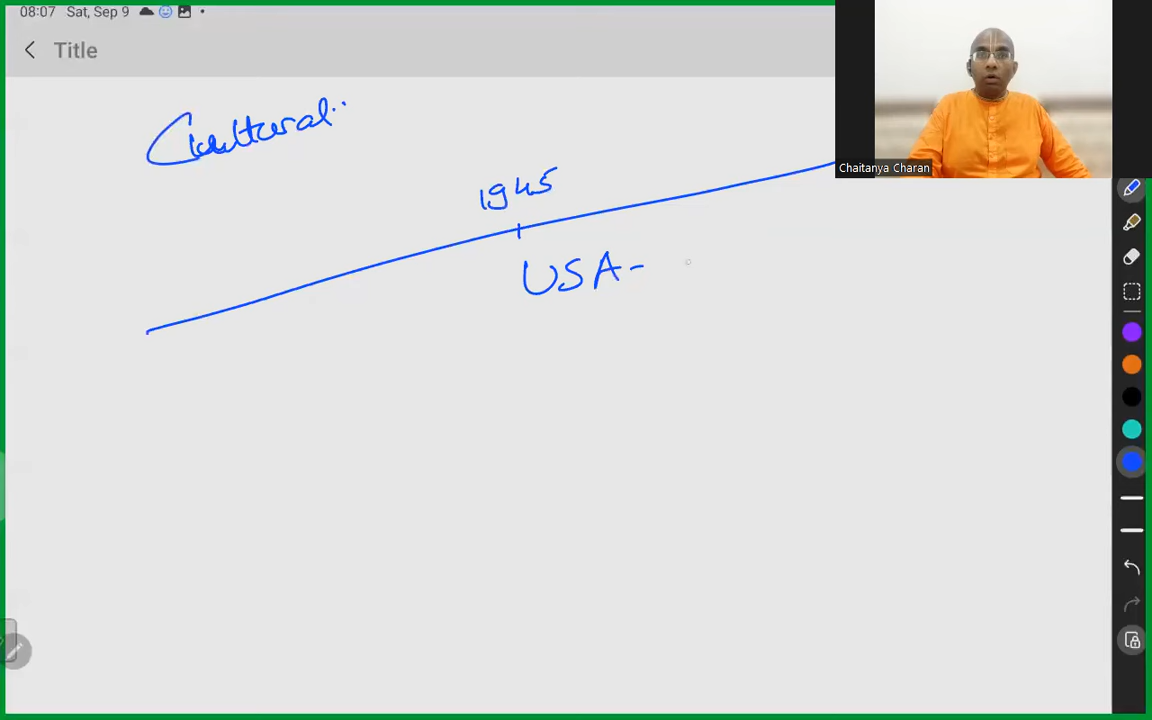 08:07 Sat, Sep 9
Title
Chaitanya Charan
Cultural:
1945
USA-